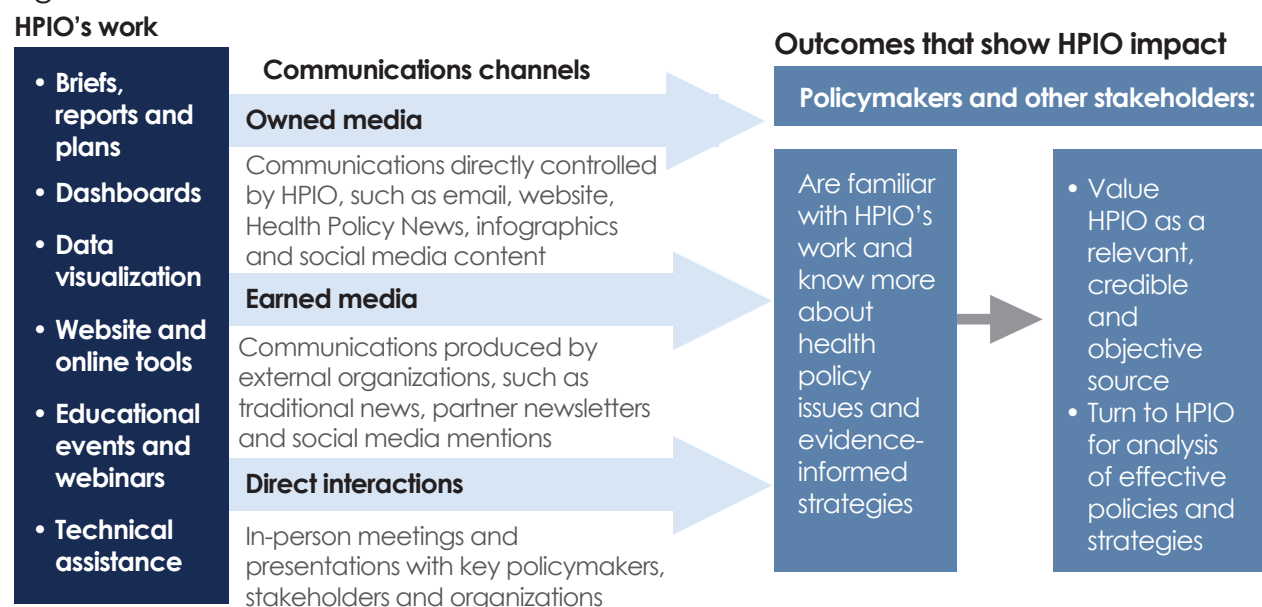 HPIO's work
• Briefs,
reports and
plans
• Dashboards
• Data
visualization
• Website and
online tools
• Educational
events and
webinars
• Technical
assistance
Communications channels
Owned media
Communications directly controlled
by HPIO, such as email, website,
Health Policy News, infographics
and social media content
Earned media
Communications produced by
external organizations, such as
traditional news, partner newsletters
and social media mentions
Direct interactions
In-person meetings and
presentations with key policymakers,
stakeholders and organizations
Outcomes that show HPIO impact
Policymakers and other stakeholders:
Are familiar
with HPIO's
work and
know more
about
health
policy
issues and
evidence-
informed
strategies
• Value
HPIO as a
relevant,
credible
and
objective
source
• Turn to HPIO
for analysis
of effective
policies and
strategies